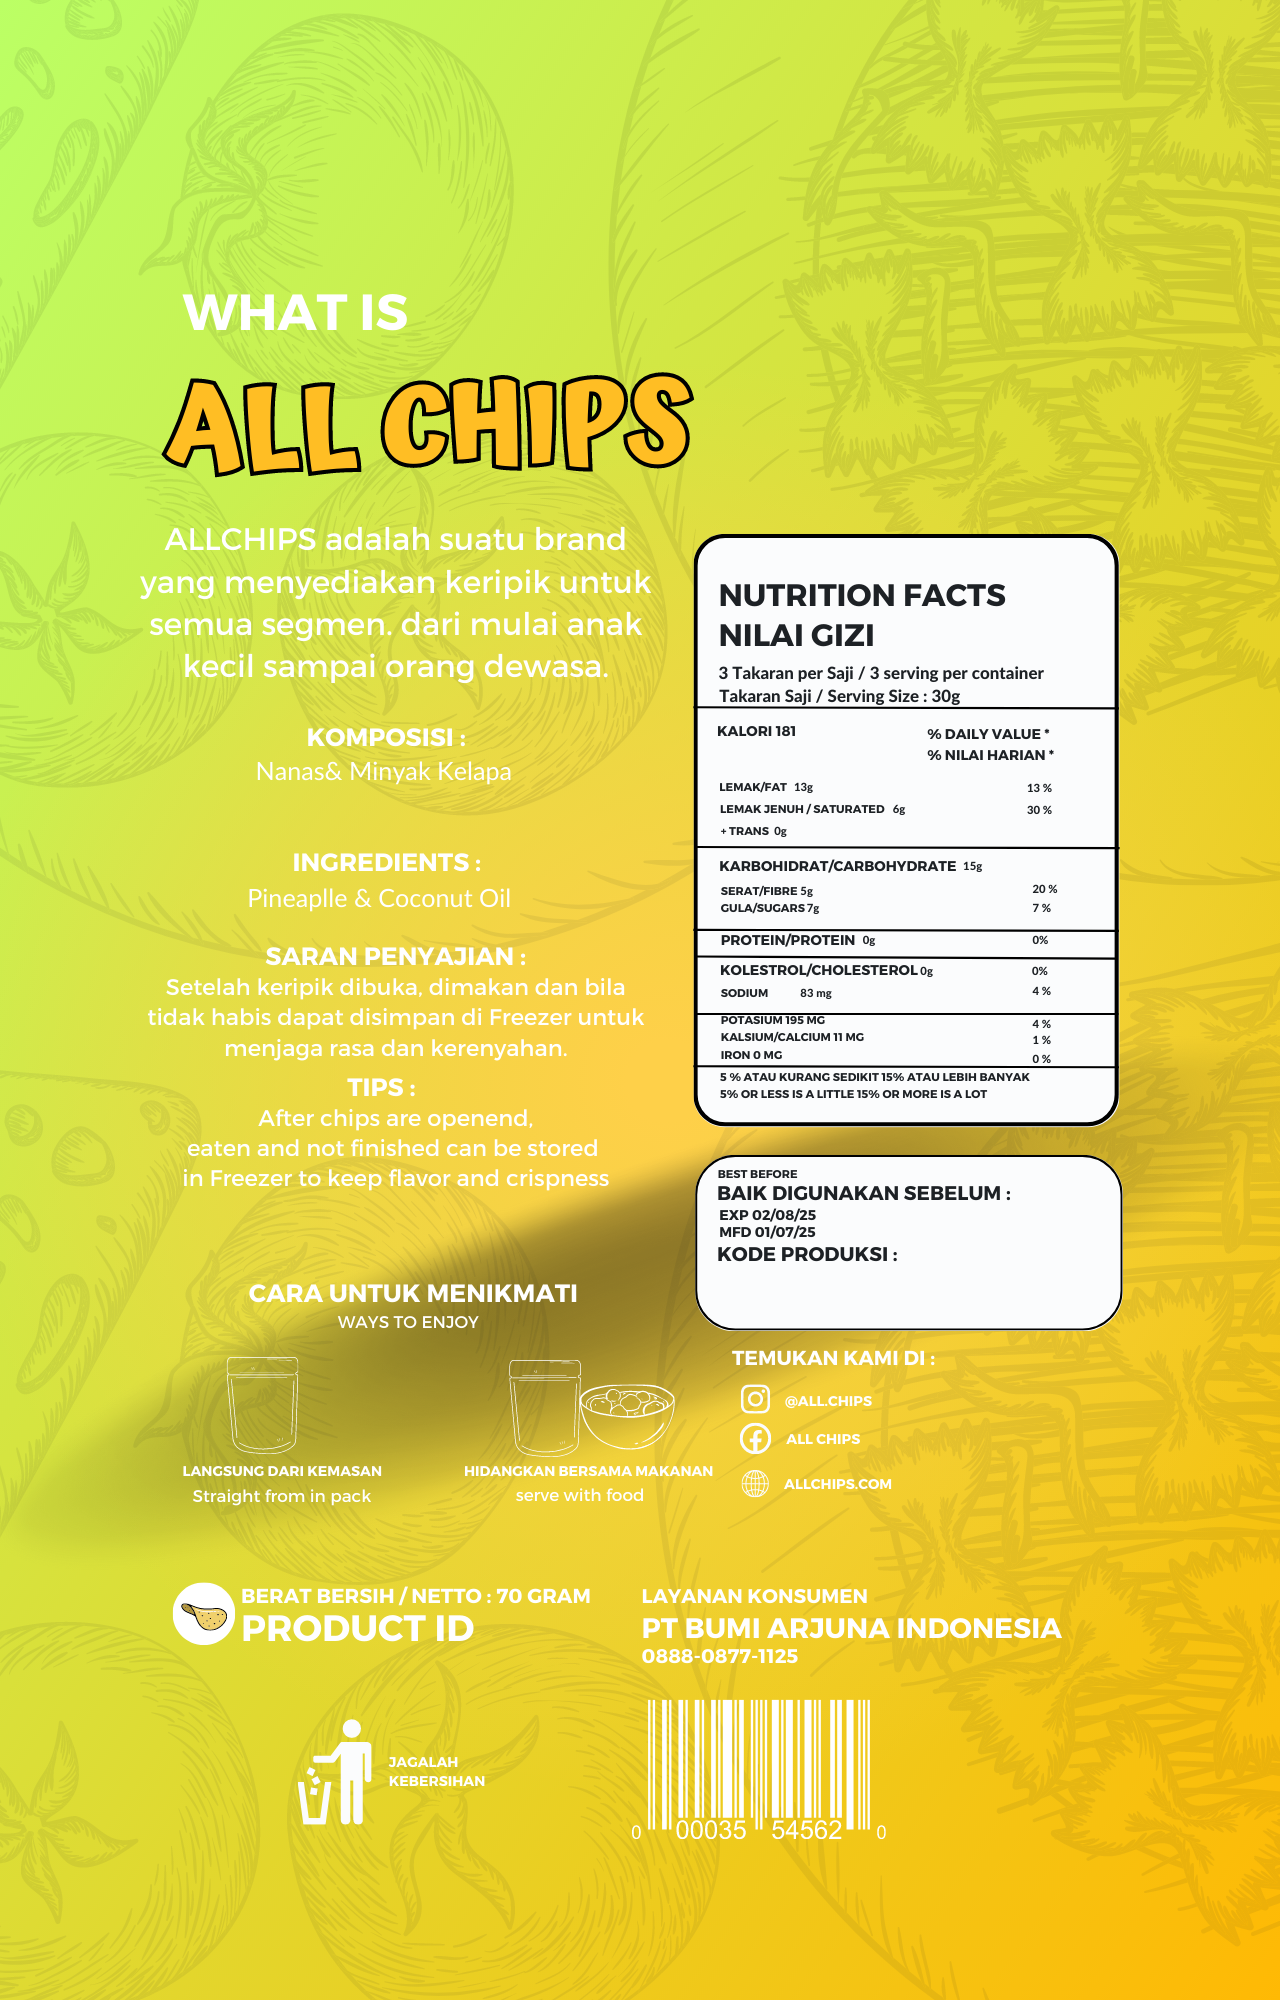 WHAT IS
ALL CHIPS
ALLCHIPS adalah suatu brand
yang menyediakan keripik untuk
semua segmen. dari mulai anak
kecil sampai orang dewasa.
KOMPOSISI :
Nanas& Minyak Kelapa
INGREDIENTS :
Pineaplle & Coconut Oil
SARAN PENYAJIAN :
Setelah keripik dibuka, dimakan dan bila
tidak habis dapat disimpan di Freezer untuk
menjaga rasa dan kerenyahan.
TIPS :
After chips are openend,
eaten and not finished can be stored
in Freezer to keep flavor and crispness
CARA UNTUK MENIKMATI
WAYS TO ENJOY
LANGSUNG DARI KEMASAN
Straight from in pack
HIDANGKAN BERSAMA MAKANAN
serve with food
NUTRITION FACTS
NILAI GIZI
3 Takaran per Saji / 3 serving per container
Takaran Saji / Serving Size : 30g
KALORI 181
% DAILY VALUE *
% NILAI HARIAN *
LEMAK/FAT 13g 13 %
LEMAK JENUH / SATURATED 6g 30 %
+ TRANS 0g
KARBOHIDRAT/CARBOHYDRATE 15g
SERAT/FIBRE 5g 20 %
GULA/SUGARS 7g 7 %
PROTEIN/PROTEIN 0g 0%
KOLESTROL/CHOLESTEROL 0g 0%
SODIUM 83 mg 4 %
POTASIUM 195 MG 4 %
KALSIUM/CALCIUM 11 MG 1 %
IRON 0 MG 0 %
5 % ATAU KURANG SEDIKIT 15% ATAU LEBIH BANYAK
5% OR LESS IS A LITTLE 15% OR MORE IS A LOT
BEST BEFORE
BAIK DIGUNAKAN SEBELUM :
EXP 02/08/25
MFD 01/07/25
KODE PRODUKSI :
TEMUKAN KAMI DI :
@ALL.CHIPS
ALL CHIPS
ALLCHIPS.COM
BERAT BERSIH / NETTO : 70 GRAM
PRODUCT ID
LAYANAN KONSUMEN
PT BUMI ARJUNA INDONESIA
0888-0877-1125
JAGALAH
KEBERSIHAN
0 00035 54562 0